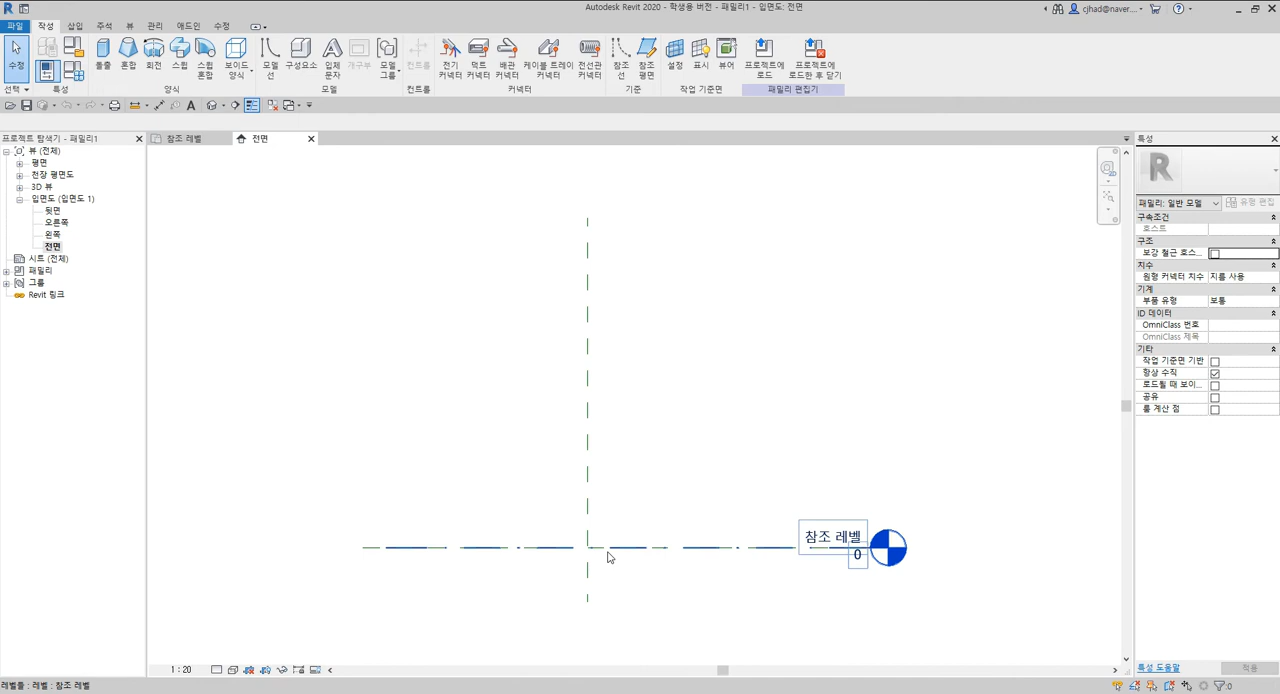 Autodesk Revit 2020 - 학생용 버전 - 패밀리1 - 입면도: 전면
cjhad@naver....
파일 작성 삽입 주석 뷰 관리 애드인 수정
수정 돌출 혼합 회전 스윕 스윕 혼합 보이드 양식 모델 선 구성요소 입체 문자 개구부 모델 그룹 컨트롤 전기 커넥터 덕트 커넥터 배관 커넥터 케이블 트레이 커넥터 전선관 커넥터 참조 선 참조 평면 설정 표시 뷰어 프로젝트에 로드 프로젝트에 로드한 후 닫기
선택 특성 양식 모델 컨트롤 커넥터 기준 작업 기준면 패밀리 편집기
프로젝트 탐색기 - 패밀리1
참조 레벨 전면
특성
뷰 (전체)
평면
천장 평면도
3D 뷰
입면도 (입면도 1)
뒷면
오른쪽
왼쪽
전면
시트 (전체)
패밀리
그룹
Revit 링크
2D
참조 레벨
0
R
패밀리: 일반 모델 유형 편집
구속조건
호스트
구조
보강 철근 호스...
치수
원형 커넥터 치수 지름 사용
기계
부품 유형 보통
ID 데이터
OmniClass 번호
OmniClass 제목
기타
작업 기준면 기반
항상 수직
로드될 때 보이...
공유
룸 계산 점
특성 도움말 적용
1 : 20
레벨들 : 레벨 : 참조 레벨
:0